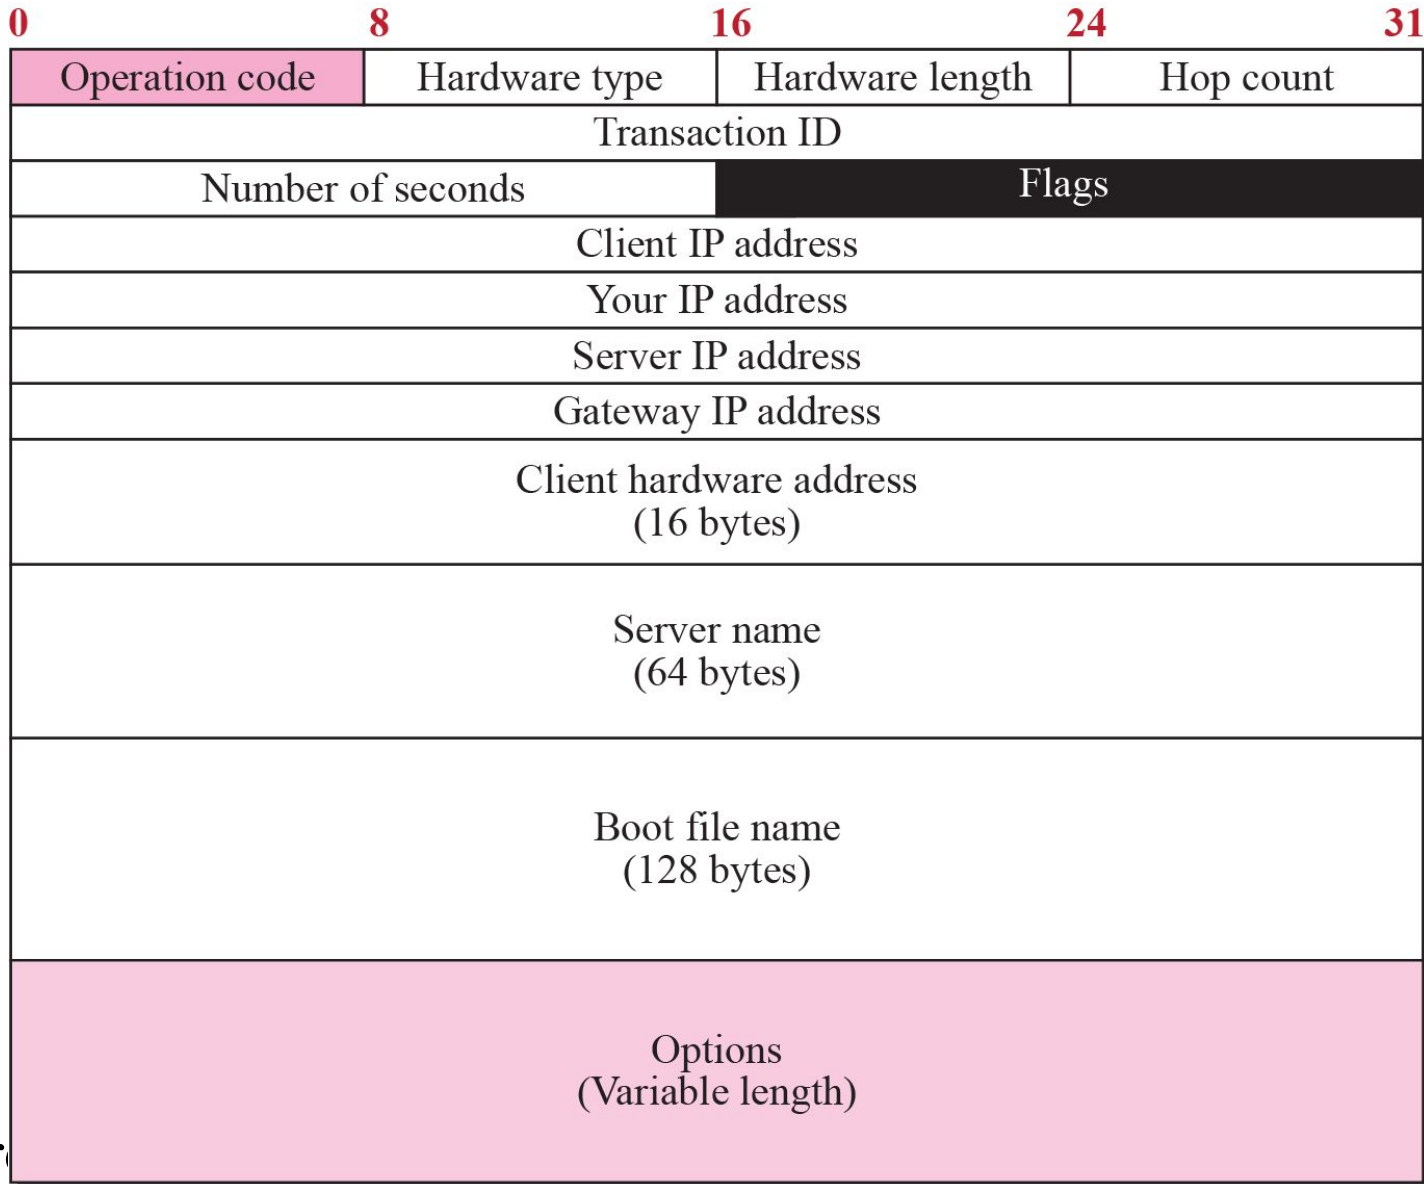 0 8 16 24 31
Operation code Hardware type Hardware length Hop count
Transaction ID
Number of seconds Flags
Client IP address
Your IP address
Server IP address
Gateway IP address
Client hardware address
(16 bytes)
Server name
(64 bytes)
Boot file name
(128 bytes)
Options
(Variable length)